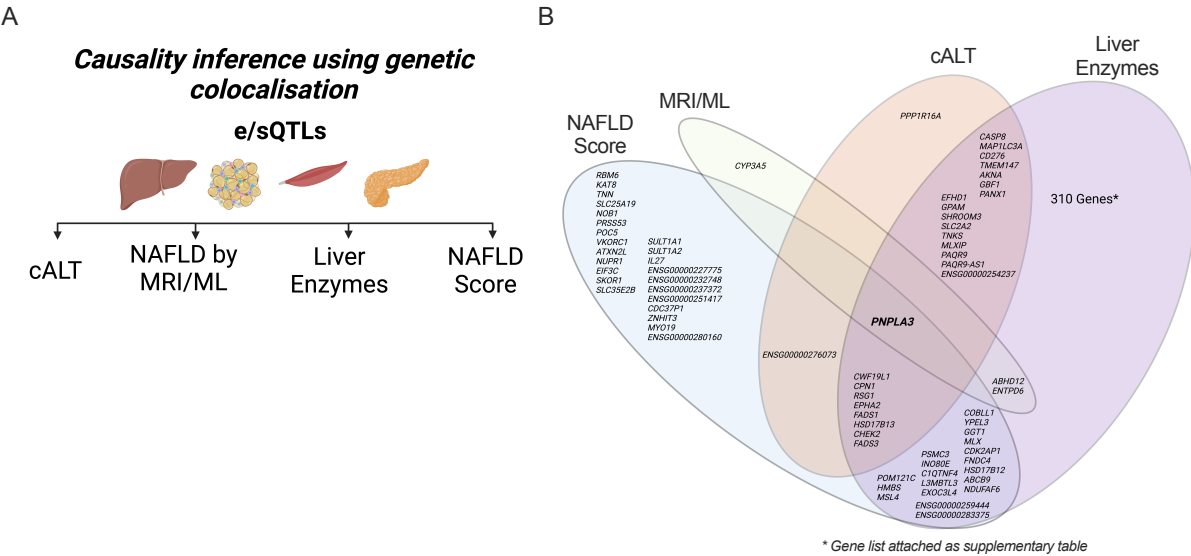 A
Causality inference using genetic
colocalisation
e/sQTLs
cALT
NAFLD by
MRI/ML
Liver
Enzymes
NAFLD
Score
B
NAFLD
Score
MRI/ML
cALT
Liver
Enzymes
RBM6
KAT8
TNN
SLC25A19
NOB1
PRSS53
POC5
VKORC1
ATXN2L
NUPR1
EIF3C
SKOR1
SLC35E2B
SULT1A1
SULT1A2
IL27
ENSG00000227775
ENSG00000232748
ENSG00000237372
ENSG00000251417
CDC37P1
ZNHIT3
MYO19
ENSG00000280160
CYP3A5
PPP1R16A
CASP8
MAP1LC3A
CD276
TMEM147
AKNA
GBF1
PANX1
EFHD1
GPAM
SHROOM3
SLC2A2
TNKS
MLXIP
PAQR9
PAQR9-AS1
ENSG00000254237
310 Genes*
PNPLA3
ENSG00000276073
CWF19L1
CPN1
RSG1
EPHA2
FADS1
HSD17B13
CHEK2
FADS3
ABHD12
ENTPD6
COBLL1
YPEL3
GGT1
MLX
CDK2AP1
FNDC4
HSD17B12
ABCB9
NDUFAF6
PSMC3
INO80E
C1QTNF4
L3MBTL3
EXOC3L4
POM121C
HMBS
MSL4
ENSG00000259444
ENSG00000283375
* Gene list attached as supplementary table